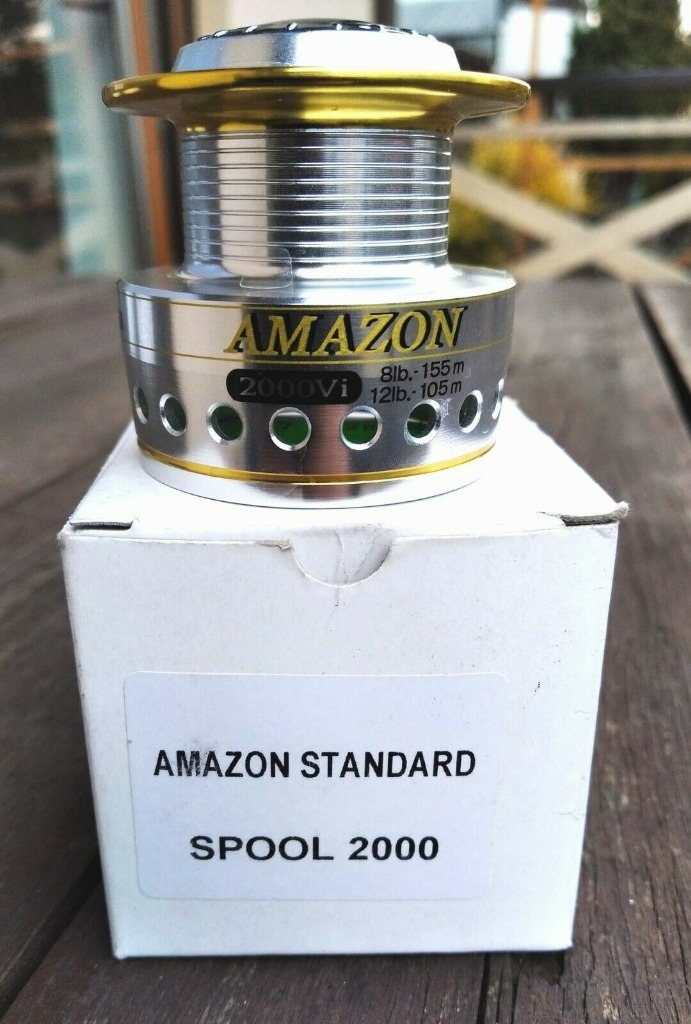 AMAZON
2000Vi
8lb.-155m
12lb.-105m
AMAZON STANDARD
SPOOL 2000